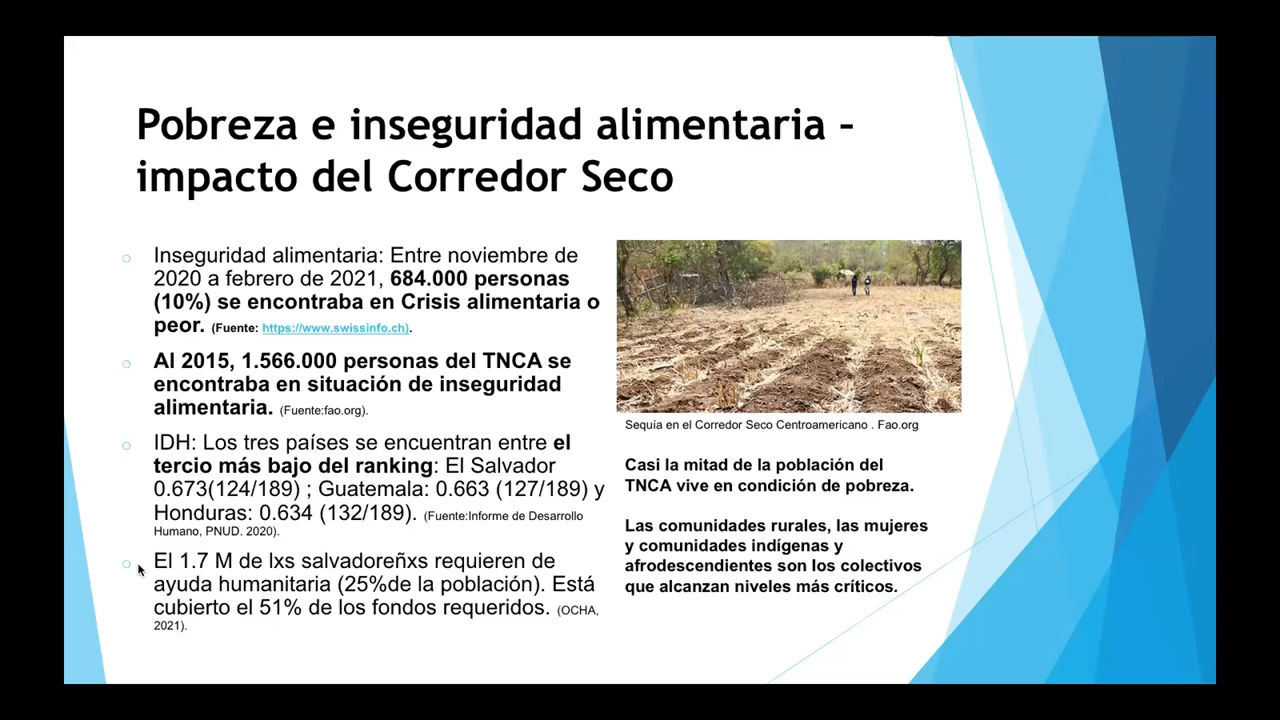 Pobreza e inseguridad alimentaria –
impacto del Corredor Seco
Inseguridad alimentaria: Entre noviembre de
2020 a febrero de 2021, 684.000 personas
(10%) se encontraba en Crisis alimentaria o
peor. (Fuente: https://www.swissinfo.ch).
Al 2015, 1.566.000 personas del TNCA se
encontraba en situación de inseguridad
alimentaria. (Fuente:fao.org).
IDH: Los tres países se encuentran entre el
tercio más bajo del ranking: El Salvador
0.673(124/189) ; Guatemala: 0.663 (127/189) y
Honduras: 0.634 (132/189). (Fuente:Informe de Desarrollo
Humano, PNUD. 2020).
El 1.7 M de lxs salvadoreñxs requieren de
ayuda humanitaria (25%de la población). Está
cubierto el 51% de los fondos requeridos. (OCHA,
2021).
Sequía en el Corredor Seco Centroamericano . Fao.org
Casi la mitad de la población del
TNCA vive en condición de pobreza.
Las comunidades rurales, las mujeres
y comunidades indígenas y
afrodescendientes son los colectivos
que alcanzan niveles más críticos.